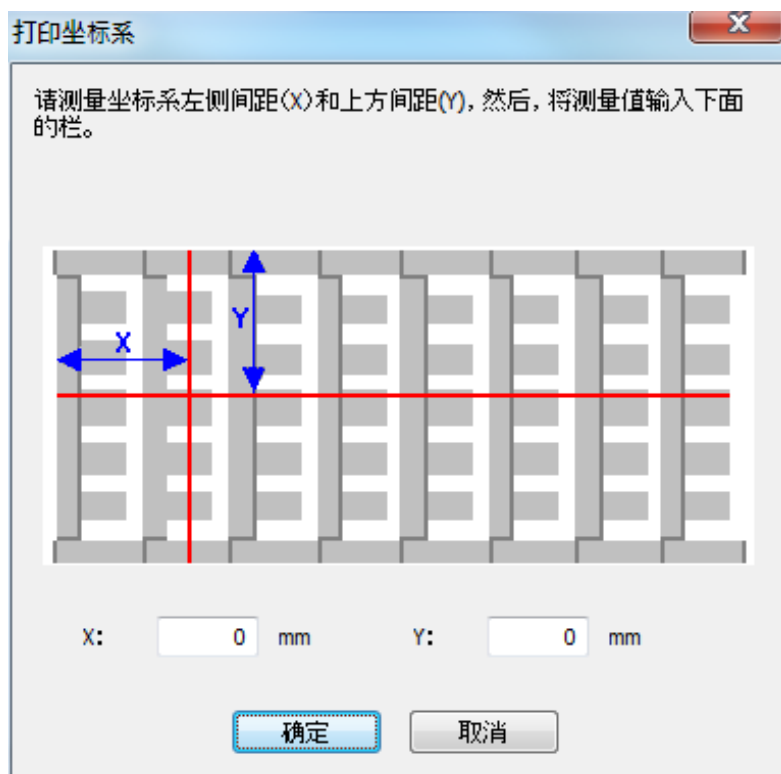 打印坐标系
请测量坐标系左侧间距(X)和上方间距(Y), 然后, 将测量值输入下面
的栏。
Y
X
X: 0 mm Y: 0 mm
确定 取消